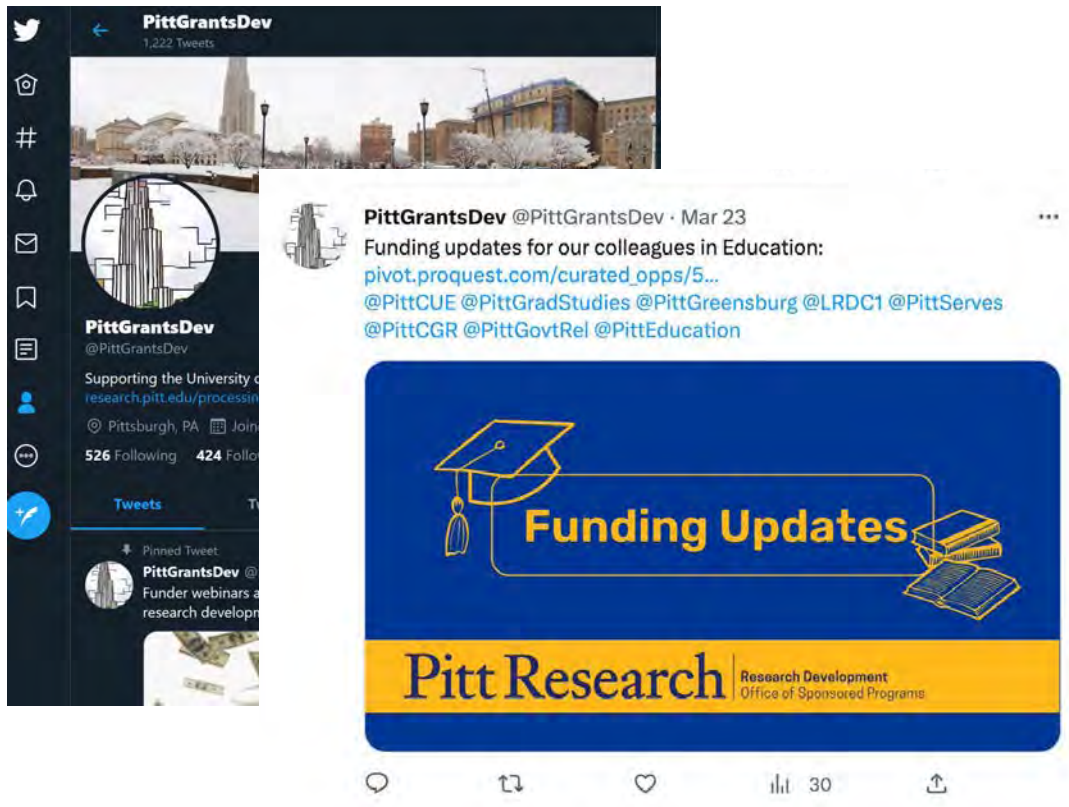 PittGrantsDev
1,222 Tweets
PittGrantsDev
@PittGrantsDev
Supporting the University
research.pitt.edu/processin
Pittsburgh, PA
526 Following 424
Tweets
Pinned Tweet
PittGrantsDev @
Funder webinars
research
PittGrantsDev @PittGrantsDev · Mar 23
Funding updates for our colleagues in Education:
pivot.proquest.com/curated_opps/5...
@PittCUE @PittGradStudies @PittGreensburg @LRDC1 @PittServes
@PittCGR @PittGovtRel @PittEducation
Funding Updates
Pitt Research
Research Development
Office of Sponsored Programs
30